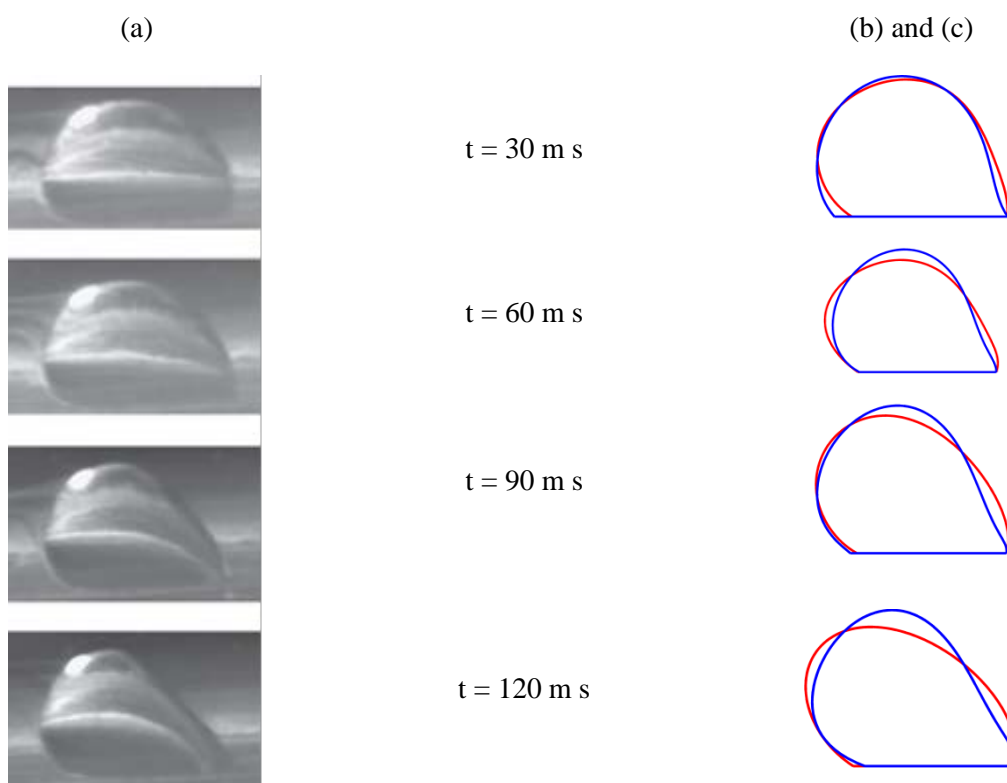 (a)
(b) and (c)
t = 30 m s
t = 60 m s
t = 90 m s
t = 120 m s